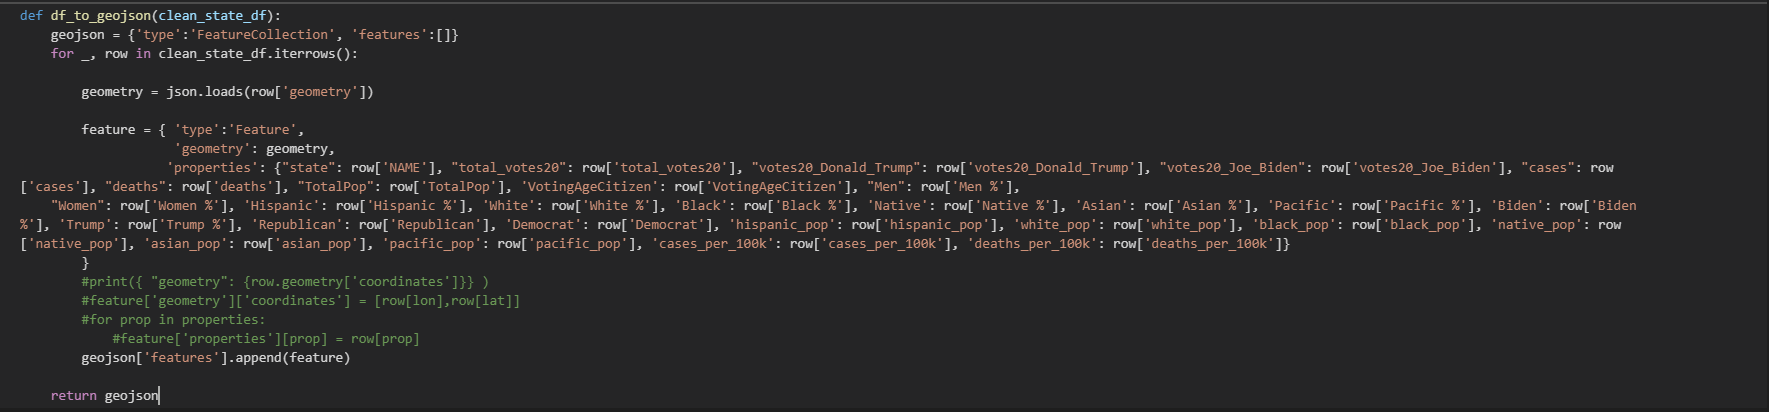 def df_to_geojson(clean_state_df):
    geojson = {'type':'FeatureCollection', 'features':[]}
    for _, row in clean_state_df.iterrows():
        geometry = json.loads(row['geometry'])
        feature = { 'type':'Feature',
                    'geometry': geometry,
                   'properties': {"state": row['NAME'], "total_votes20": row['total_votes20'], "votes20_Donald_Trump": row['votes20_Donald_Trump'], "votes20_Joe_Biden": row['votes20_Joe_Biden'], "cases": row
['cases'], "deaths": row['deaths'], "TotalPop": row['TotalPop'], 'VotingAgeCitizen': row['VotingAgeCitizen'], "Men": row['Men %'],
    "Women": row['Women %'], 'Hispanic': row['Hispanic %'], 'White': row['White %'], 'Black': row['Black %'], 'Native': row['Native %'], 'Asian': row['Asian %'], 'Pacific': row['Pacific %'], 'Biden': row['Biden
%'], 'Trump': row['Trump %'], 'Republican': row['Republican'], 'Democrat': row['Democrat'], 'hispanic_pop': row['hispanic_pop'], 'white_pop': row['white_pop'], 'black_pop': row['black_pop'], 'native_pop': row
['native_pop'], 'asian_pop': row['asian_pop'], 'pacific_pop': row['pacific_pop'], 'cases_per_100k': row['cases_per_100k'], 'deaths_per_100k': row['deaths_per_100k']}
        }
        #print({ "geometry": {row.geometry['coordinates']}} )
        #feature['geometry']['coordinates'] = [row[lon],row[lat]]
        #for prop in properties:
            #feature['properties'][prop] = row[prop]
        geojson['features'].append(feature)
    return geojson